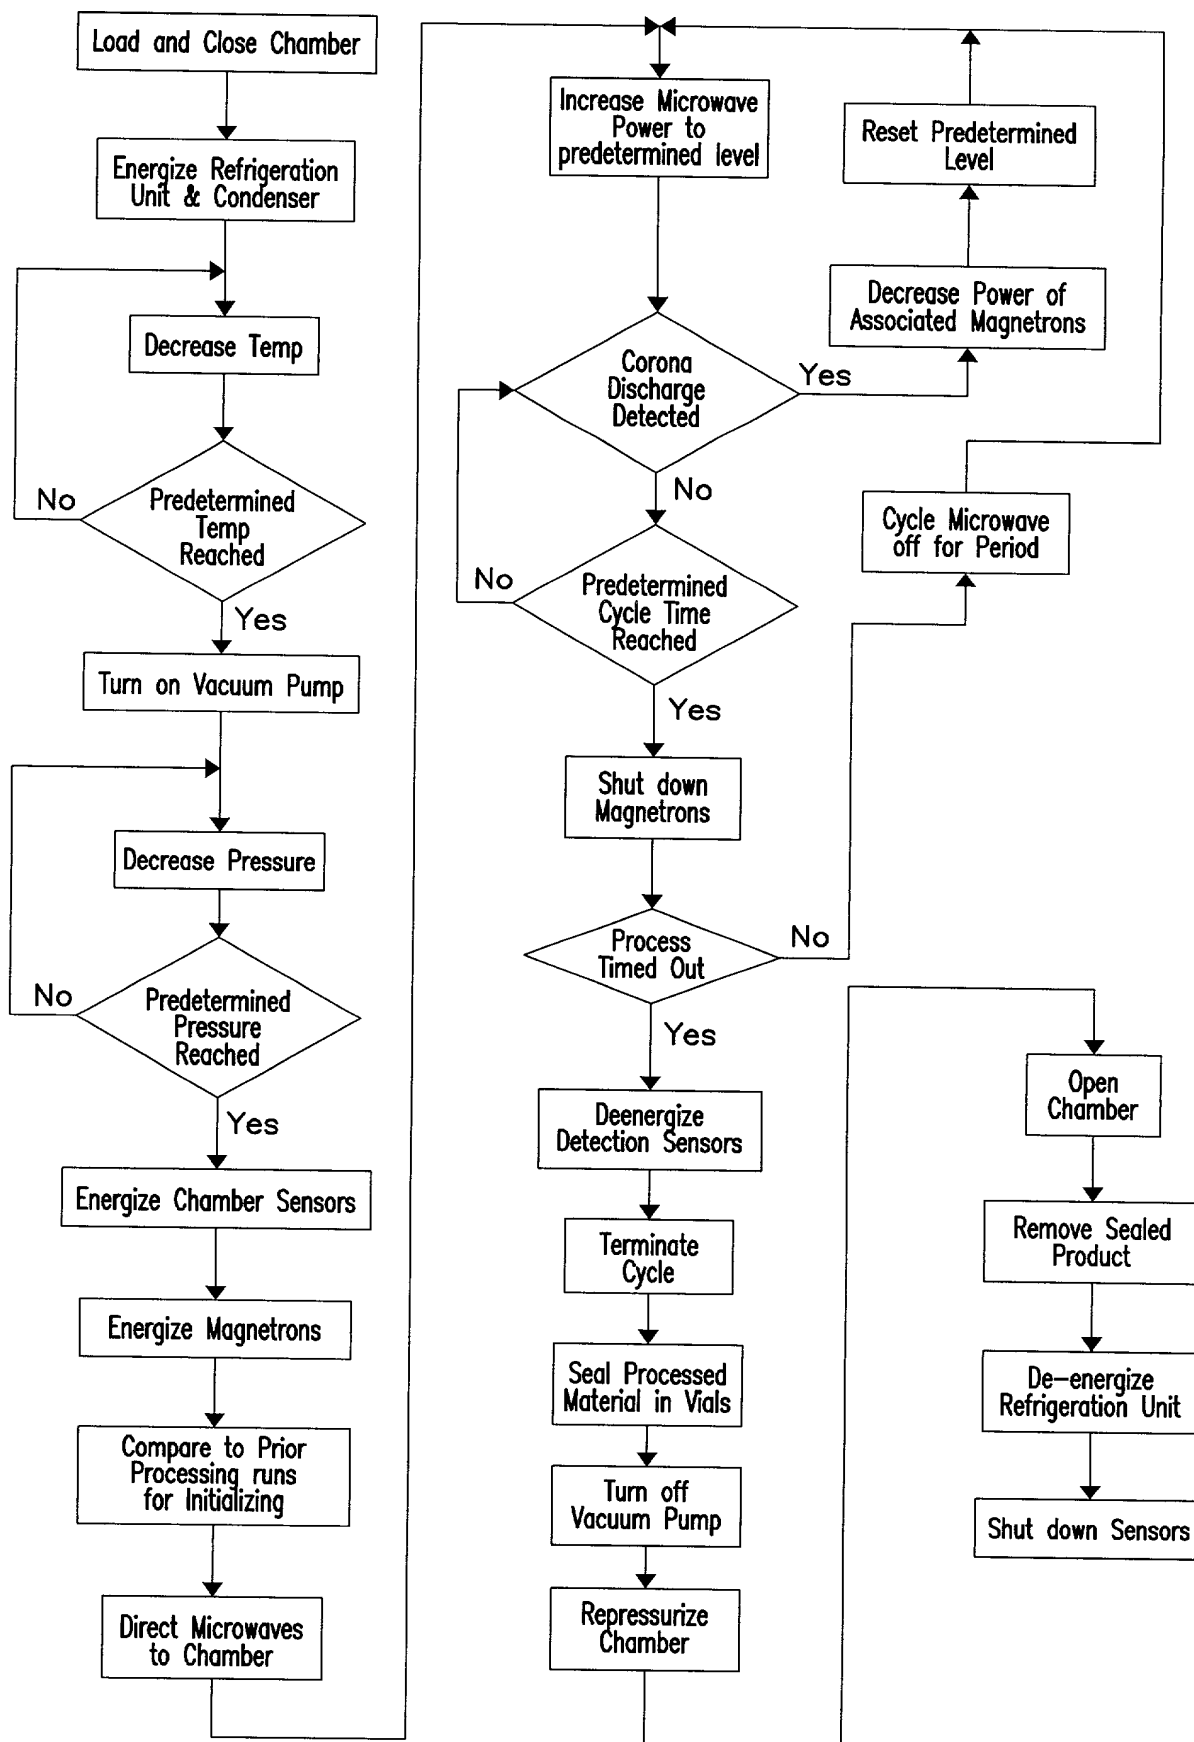 Load and Close Chamber
Energize Refrigeration
Unit & Condenser
Decrease Temp
No
Predetermined
Temp
Reached
Yes
Turn on Vacuum Pump
Decrease Pressure
No
Predetermined
Pressure
Reached
Yes
Energize Chamber Sensors
Energize Magnetrons
Compare to Prior
Processing runs
for Initializing
Direct Microwaves
to Chamber
Increase Microwave
Power to
predetermined level
Corona
Discharge
Detected
Yes
Decrease Power of
Associated Magnetrons
Reset Predetermined
Level
No
Predetermined
Cycle Time
Reached
No
Yes
Shut down
Magnetrons
Process
Timed Out
No
Cycle Microwave
off for Period
Yes
Deenergize
Detection Sensors
Terminate
Cycle
Seal Processed
Material in Vials
Turn off
Vacuum Pump
Repressurize
Chamber
Open
Chamber
Remove Sealed
Product
De-energize
Refrigeration Unit
Shut down Sensors